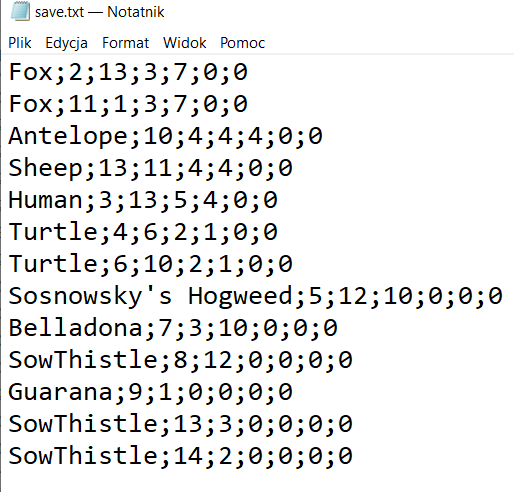 save.txt — Notatnik
Plik Edycja Format Widok Pomoc
Fox;2;13;3;7;0;0
Fox;11;1;3;7;0;0
Antelope;10;4;4;4;0;0
Sheep;13;11;4;4;0;0
Human;3;13;5;4;0;0
Turtle;4;6;2;1;0;0
Turtle;6;10;2;1;0;0
Sosnowsky's Hogweed;5;12;10;0;0;0
Belladona;7;3;10;0;0;0
SowThistle;8;12;0;0;0;0
Guarana;9;1;0;0;0;0
SowThistle;13;3;0;0;0;0
SowThistle;14;2;0;0;0;0